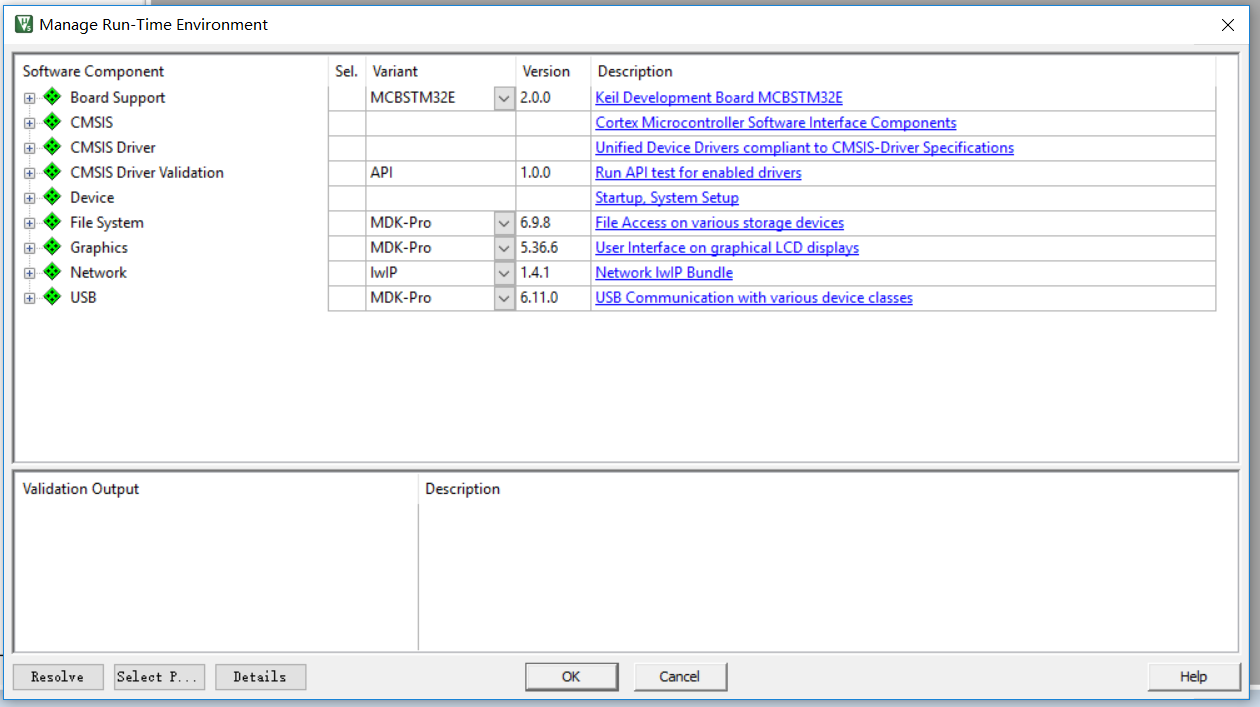 Manage Run-Time Environment
Software Component Sel. Variant Version Description
Board Support MCBSTM32E 2.0.0 Keil Development Board MCBSTM32E
CMSIS Cortex Microcontroller Software Interface Components
CMSIS Driver Unified Device Drivers compliant to CMSIS-Driver Specifications
CMSIS Driver Validation API 1.0.0 Run API test for enabled drivers
Device Startup, System Setup
File System MDK-Pro 6.9.8 File Access on various storage devices
Graphics MDK-Pro 5.36.6 User Interface on graphical LCD displays
Network lwIP 1.4.1 Network lwIP Bundle
USB MDK-Pro 6.11.0 USB Communication with various device classes
Validation Output Description
Resolve Select P... Details OK Cancel Help